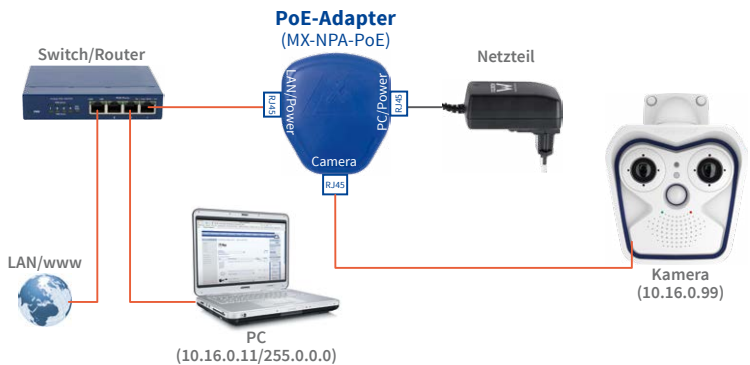 PoE-Adapter
(MX-NPA-PoE)
Switch/Router
Netzteil
RJ45
LAN/Power
PC/Power
RJ45
Camera
RJ45
LAN/www
PC
(10.16.0.11/255.0.0.0)
Kamera
(10.16.0.99)